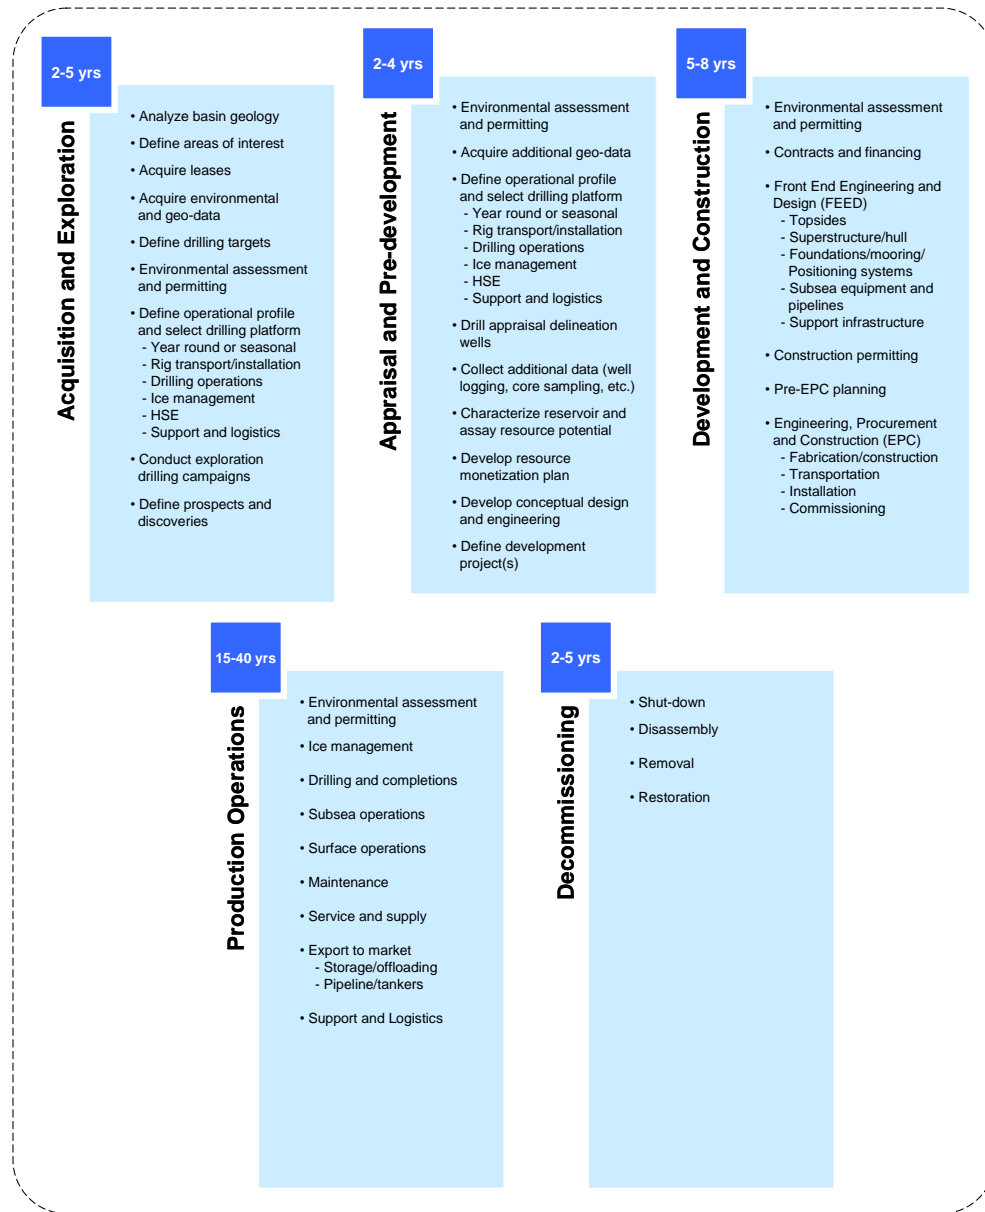 2-5 yrs
Acquisition and Exploration
• Analyze basin geology
• Define areas of interest
• Acquire leases
• Acquire environmental
and geo-data
• Define drilling targets
• Environmental assessment
and permitting
• Define operational profile
and select drilling platform
- Year round or seasonal
- Rig transport/installation
- Drilling operations
- Ice management
- HSE
- Support and logistics
• Conduct exploration
drilling campaigns
• Define prospects and
discoveries
2-4 yrs
Appraisal and Pre-development
• Environmental assessment
and permitting
• Acquire additional geo-data
• Define operational profile
and select drilling platform
- Year round or seasonal
- Rig transport/installation
- Drilling operations
- Ice management
- HSE
- Support and logistics
• Drill appraisal delineation
wells
• Collect additional data (well
logging, core sampling, etc.)
• Characterize reservoir and
assay resource potential
• Develop resource
monetization plan
• Develop conceptual design
and engineering
• Define development
project(s)
5-8 yrs
Development and Construction
• Environmental assessment
and permitting
• Contracts and financing
• Front End Engineering and
Design (FEED)
- Topsides
- Superstructure/hull
- Foundations/mooring/
Positioning systems
- Subsea equipment and
pipelines
- Support infrastructure
• Construction permitting
• Pre-EPC planning
• Engineering, Procurement
and Construction (EPC)
- Fabrication/construction
- Transportation
- Installation
- Commissioning
15-40 yrs
Production Operations
• Environmental assessment
and permitting
• Ice management
• Drilling and completions
• Subsea operations
• Surface operations
• Maintenance
• Service and supply
• Export to market
- Storage/offloading
- Pipeline/tankers
• Support and Logistics
2-5 yrs
Decommissioning
• Shut-down
• Disassembly
• Removal
• Restoration